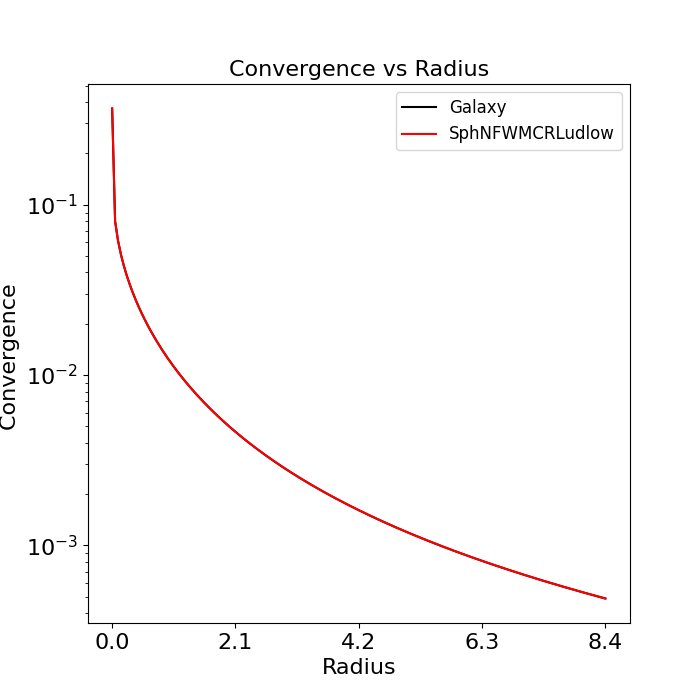 Convergence vs Radius
Galaxy
SphNFWMCRLudlow
Convergence
10⁻¹
10⁻²
10⁻³
0.0 2.1 4.2 6.3 8.4
Radius